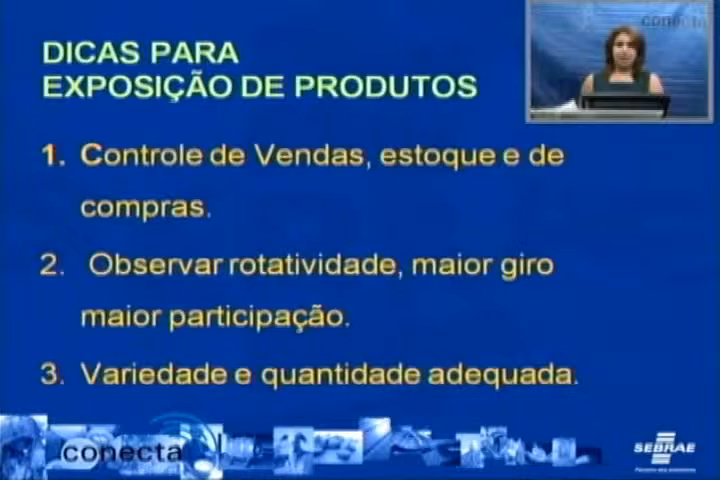 conecta
DICAS PARA
EXPOSIÇÃO DE PRODUTOS
1. Controle de Vendas, estoque e de
compras.
2. Observar rotatividade, maior giro
maior participação.
3. Variedade e quantidade adequada.
conecta
SEBRAE